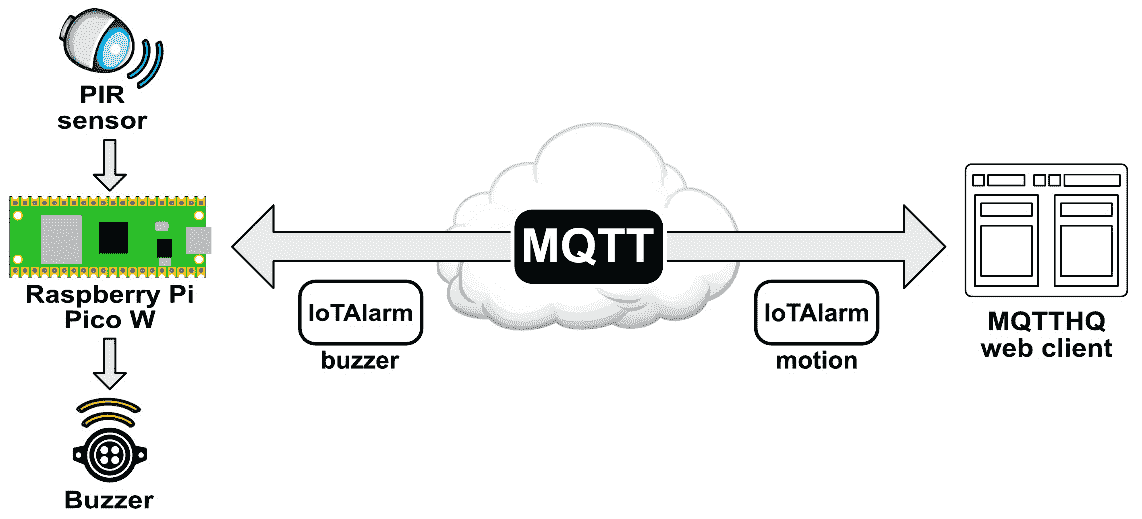 PIR
sensor
Raspberry Pi
Pico W
Buzzer
MQTT
IoTAlarm
buzzer
IoTAlarm
motion
MQTTHQ
web client